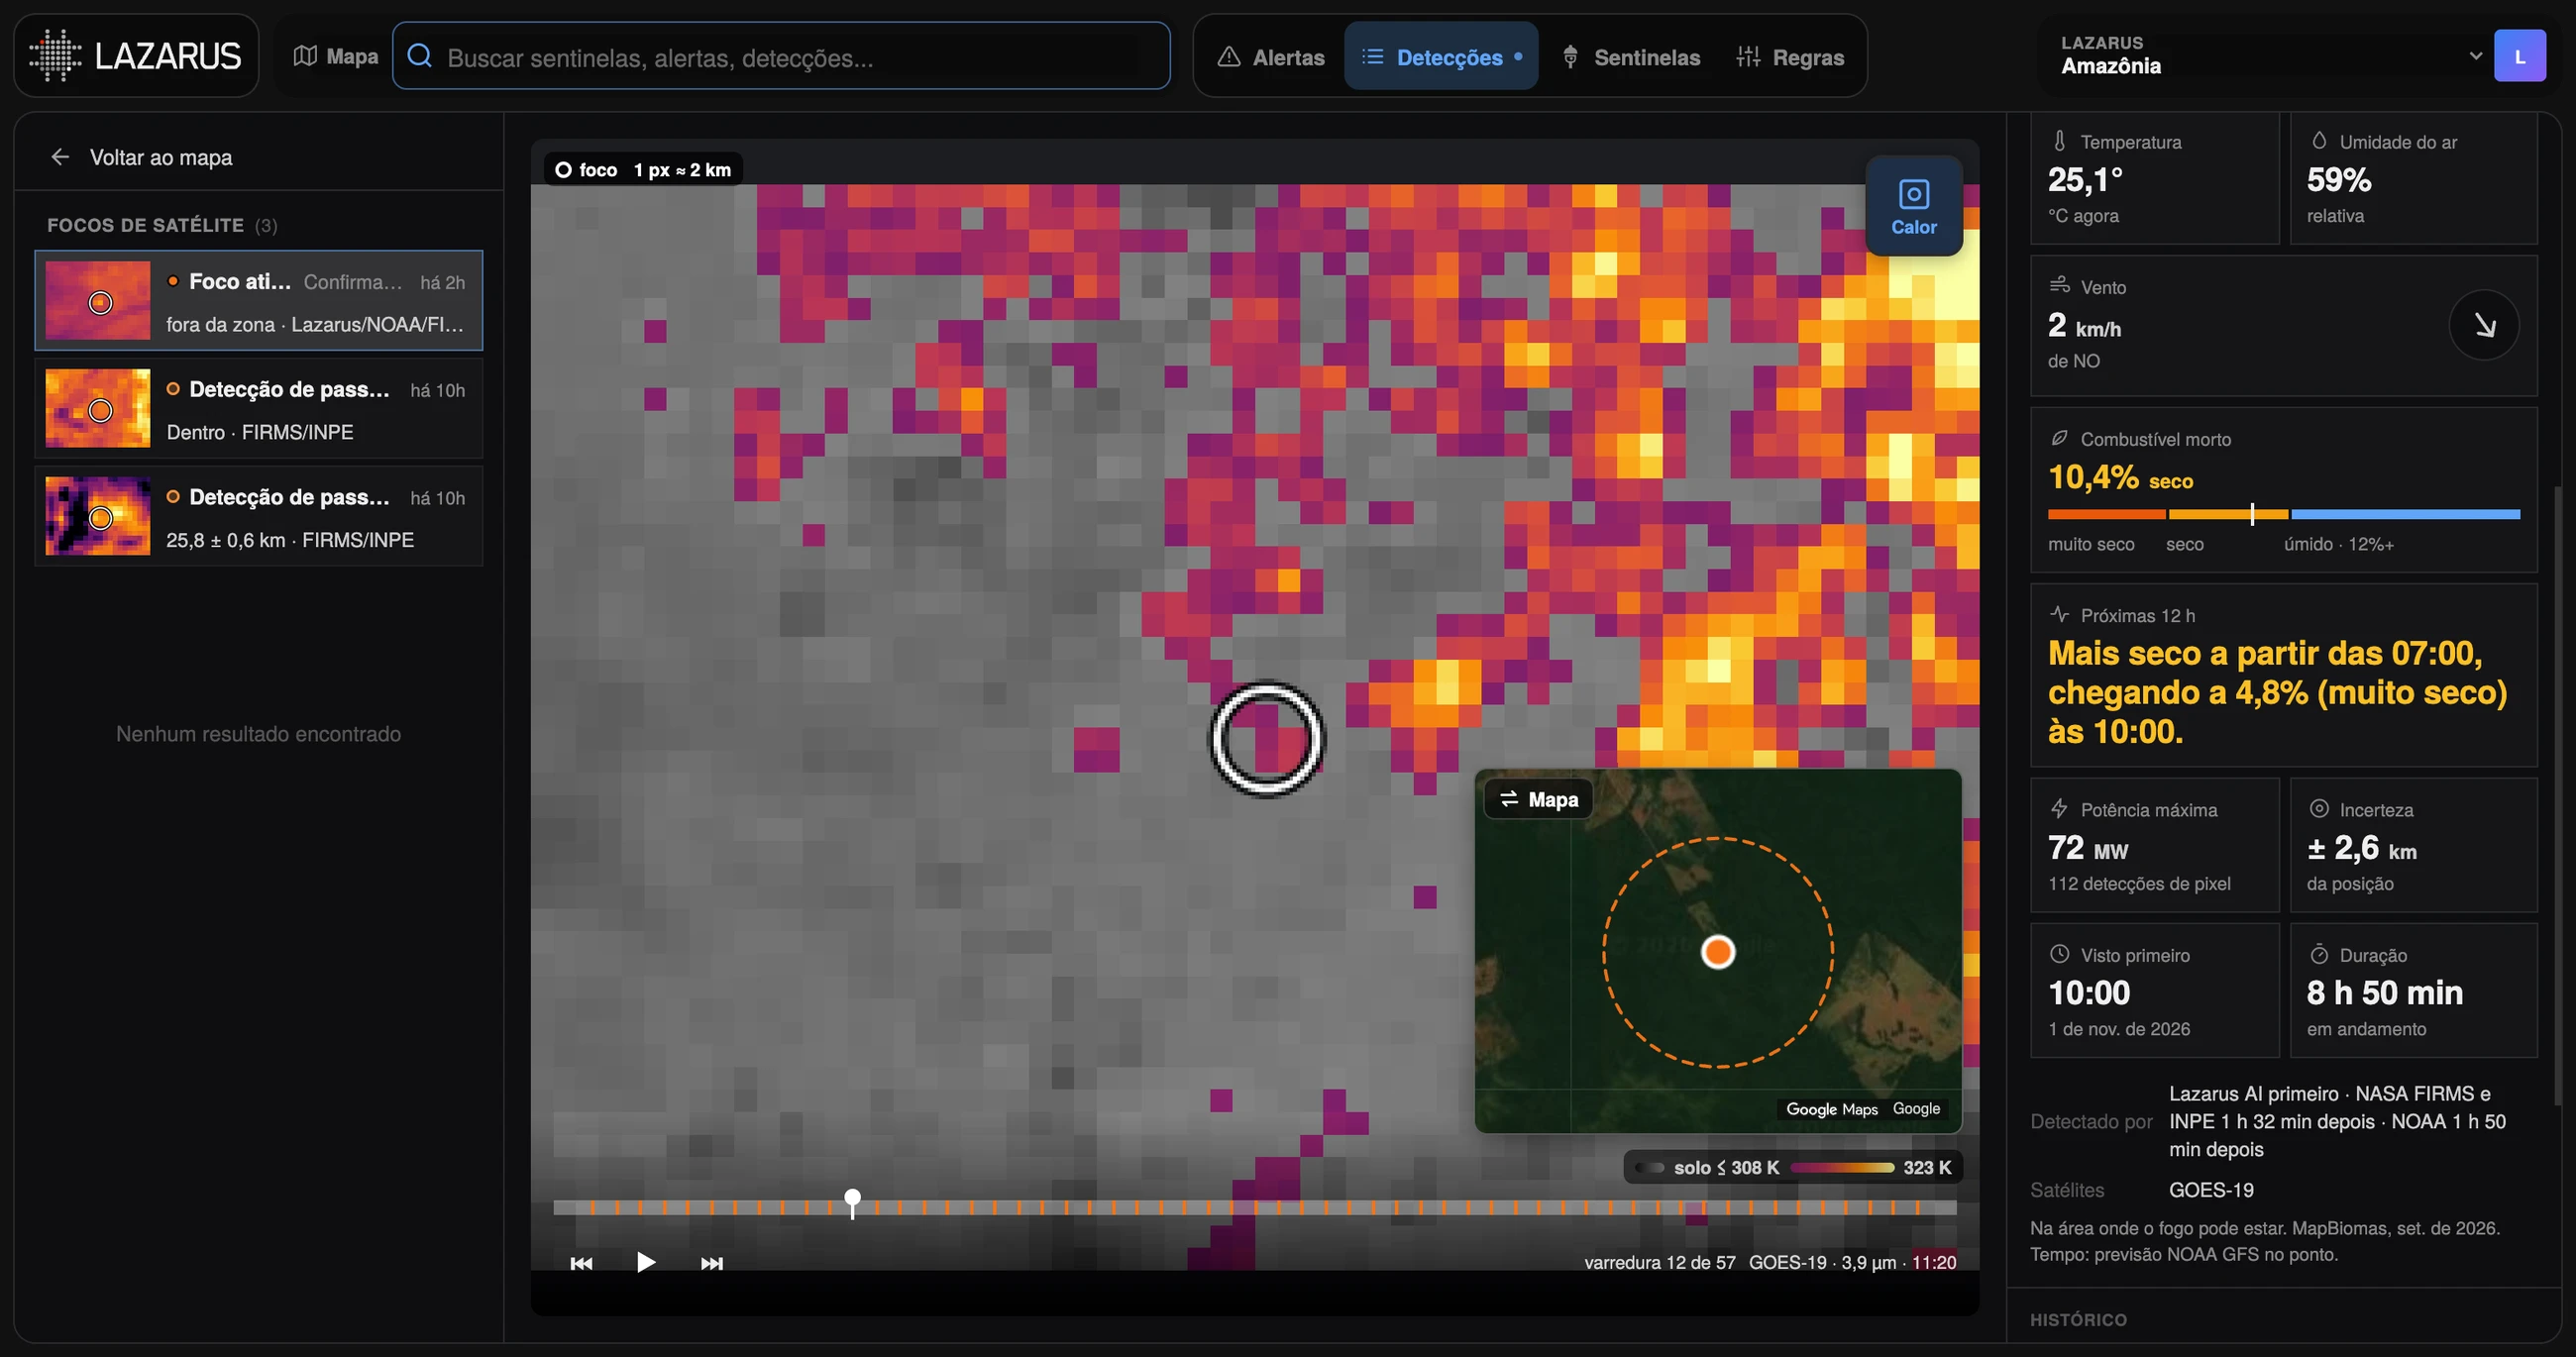 LAZARUS
Mapa
Buscar sentinelas, alertas, detecções...
Alertas
Detecções
Sentinelas
Regras
LAZARUS
Amazônia
L
Voltar ao mapa
FOCOS DE SATÉLITE (3)
Foco ati... Confirma... há 2h
fora da zona · Lazarus/NOAA/FI...
Detecção de pass... há 10h
Dentro · FIRMS/INPE
Detecção de pass... há 10h
25,8 ± 0,6 km · FIRMS/INPE
Nenhum resultado encontrado
foco 1 px ≈ 2 km
Calor
Mapa
Google Maps Google
solo ≤ 308 K 323 K
varredura 12 de 57 GOES-19 · 3,9 µm · 11:20
Temperatura
25,1°
°C agora
Umidade do ar
59%
relativa
Vento
2 km/h
de NO
Combustível morto
10,4% seco
muito seco seco úmido · 12%+
Próximas 12 h
Mais seco a partir das 07:00,
chegando a 4,8% (muito seco)
às 10:00.
Potência máxima
72 MW
112 detecções de pixel
Incerteza
± 2,6 km
da posição
Visto primeiro
10:00
1 de nov. de 2026
Duração
8 h 50 min
em andamento
Detectado por
Lazarus AI primeiro · NASA FIRMS e
INPE 1 h 32 min depois · NOAA 1 h 50
min depois
Satélites GOES-19
Na área onde o fogo pode estar. MapBiomas, set. de 2026.
Tempo: previsão NOAA GFS no ponto.
HISTÓRICO